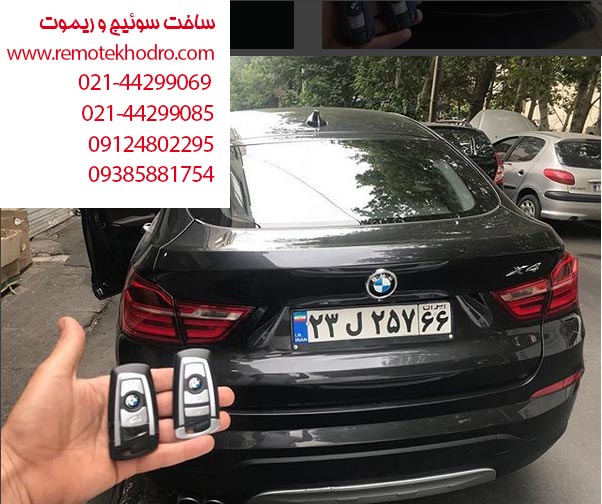 ساخت سوئیچ و ریموت
www.remotekhodro.com
021-44299069
021-44299085
09124802295
09385881754
X4
ایران
۲۳ ل ۲۵۷ ۶۶
I.R.
IRAN